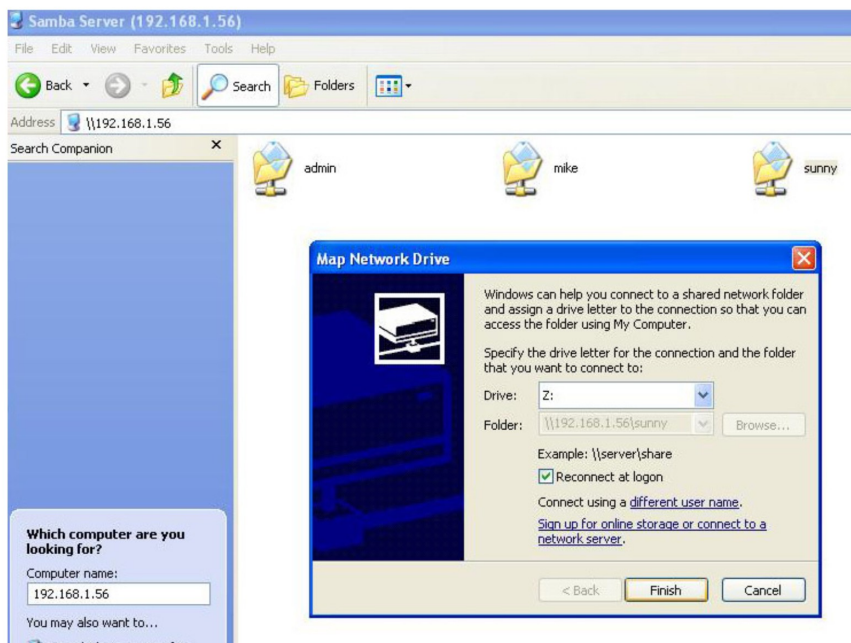 Samba Server (192.168.1.56)
File Edit View Favorites Tools Help
Back Search Folders
Address \\192.168.1.56
Search Companion
admin
mike
sunny
Map Network Drive
Windows can help you connect to a shared network folder
and assign a drive letter to the connection so that you can
access the folder using My Computer.
Specify the drive letter for the connection and the folder
that you want to connect to:
Drive: Z:
Folder: \\192.168.1.56\sunny Browse...
Example: \\server\share
Reconnect at logon
Connect using a different user name.
Sign up for online storage or connect to a
network server.
< Back Finish Cancel
Which computer are you
looking for?
Computer name:
192.168.1.56
You may also want to...